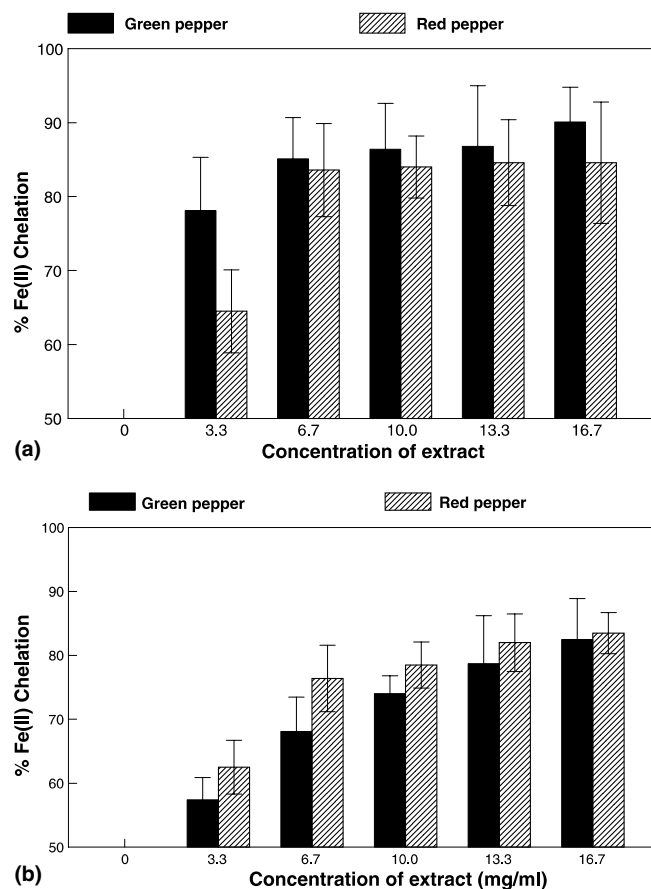 Green pepper Red pepper
100
90
80
70
60
50
% Fe(II) Chelation
0 3.3 6.7 10.0 13.3 16.7
(a) Concentration of extract
Green pepper Red pepper
100
90
80
70
60
50
% Fe(II) Chelation
0 3.3 6.7 10.0 13.3 16.7
(b) Concentration of extract (mg/ml)